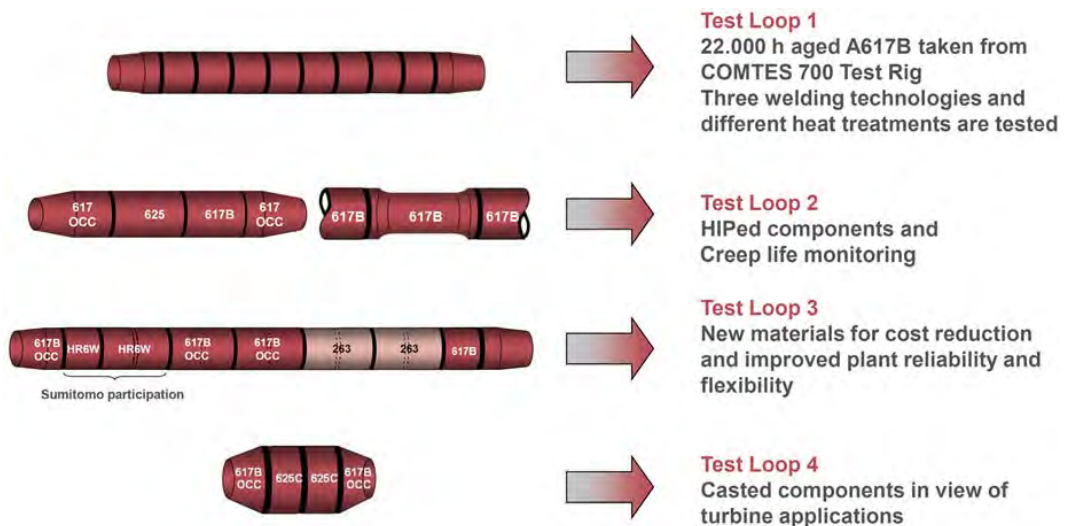 Test Loop 1
22.000 h aged A617B taken from
COMTES 700 Test Rig
Three welding technologies and
different heat treatments are tested
617
OCC
625
617B
617
OCC
617B
617B
617B
Test Loop 2
HIPed components and
Creep life monitoring
617B
OCC
HR6W
HR6W
617B
OCC
617B
OCC
263
263
617B
Sumitomo participation
Test Loop 3
New materials for cost reduction
and improved plant reliability and
flexibility
617B
OCC
625C
625C
617B
OCC
Test Loop 4
Casted components in view of
turbine applications